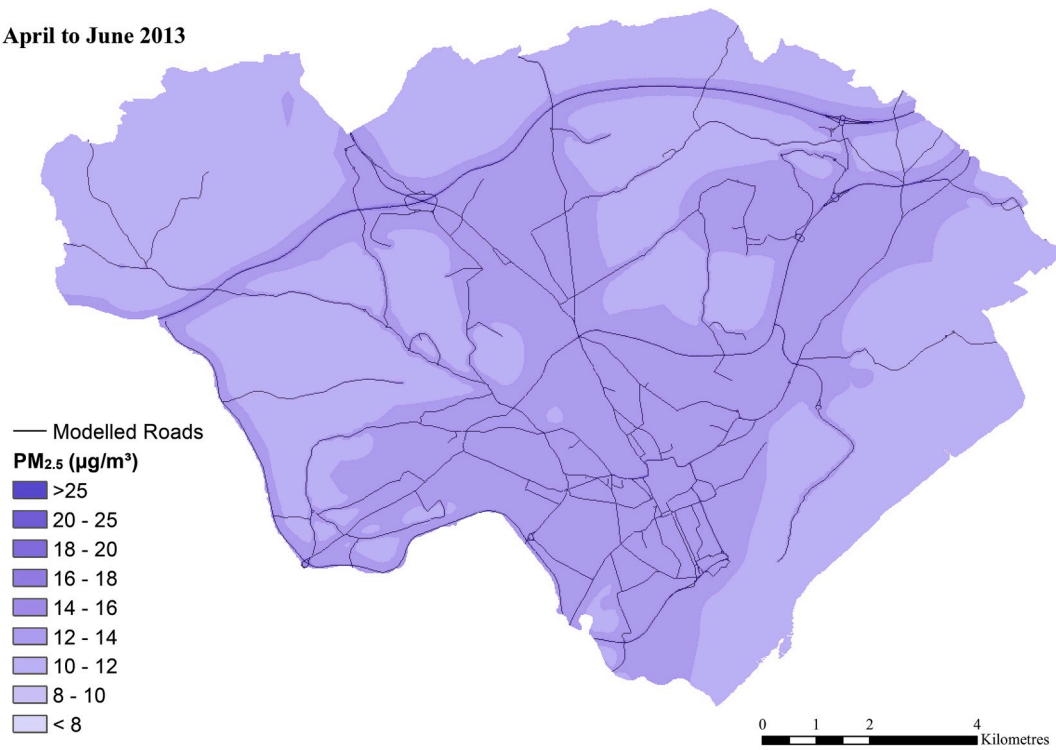 April to June 2013
Modelled Roads
PM₂.₅ (µg/m³)
>25
20 - 25
18 - 20
16 - 18
14 - 16
12 - 14
10 - 12
8 - 10
< 8
0 1 2 4
Kilometres